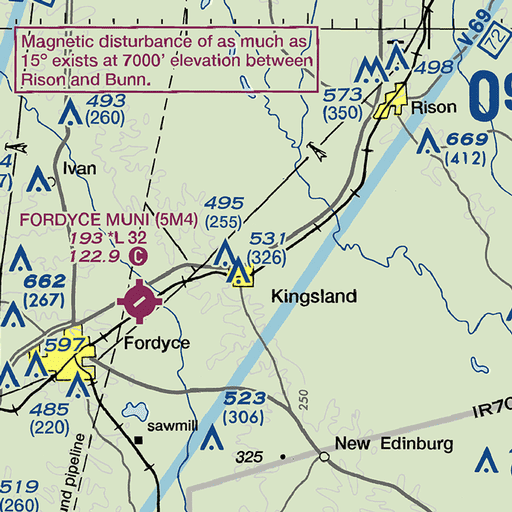 Magnetic disturbance of as much as
15° exists at 7000' elevation between
Rison and Bunn.
V 69
72
498
573
(350)
Rison
09
493
(260)
669
(412)
Ivan
495
(255)
FORDYCE MUNI (5M4)
193 *L 32
122.9 C
531
(326)
662
(267)
Kingsland
Fordyce
597
523
(306)
250
485
(220)
sawmill
IR70
New Edinburg
325
519
(260)
und pipeline